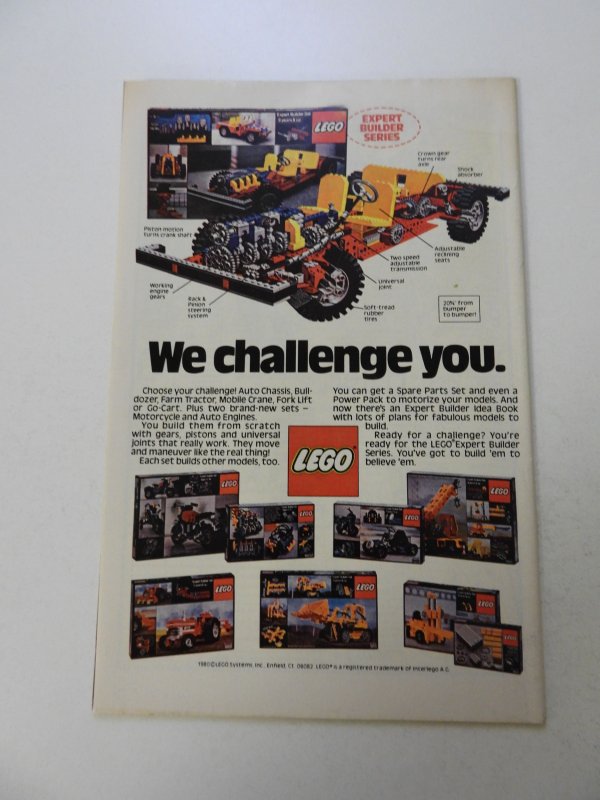 Expert Builder Set
LEGO
EXPERT
BUILDER
SERIES
Crown gear
turns rear
axle
Shock
absorber
Piston motion
turns crank shaft
Adjustable
reclining
seats
Two speed
adjustable
transmission
Universal
joint
Working
engine
gears
Rack &
Pinion
steering
system
Soft-tread
rubber
tires
20¾" from
bumper
to bumper!
We challenge you.
Choose your challenge! Auto Chassis, Bull-
dozer, Farm Tractor, Mobile Crane, Fork Lift
or Go-Cart. Plus two brand-new sets –
Motorcycle and Auto Engines.
You build them from scratch
with gears, pistons and universal
joints that really work. They move
and maneuver like the real thing!
Each set builds other models, too.
You can get a Spare Parts Set and even a
Power Pack to motorize your models. And
now there's an Expert Builder Idea Book
with lots of plans for fabulous models to
build.
Ready for a challenge? You're
ready for the LEGO® Expert Builder
Series. You've got to build 'em to
believe 'em.
LEGO®
LEGO
LEGO
LEGO
LEGO
LEGO
LEGO
LEGO
LEGO
1980 © LEGO Systems, Inc., Enfield, Ct. 06082 LEGO® is a registered trademark of Interlego A.G.